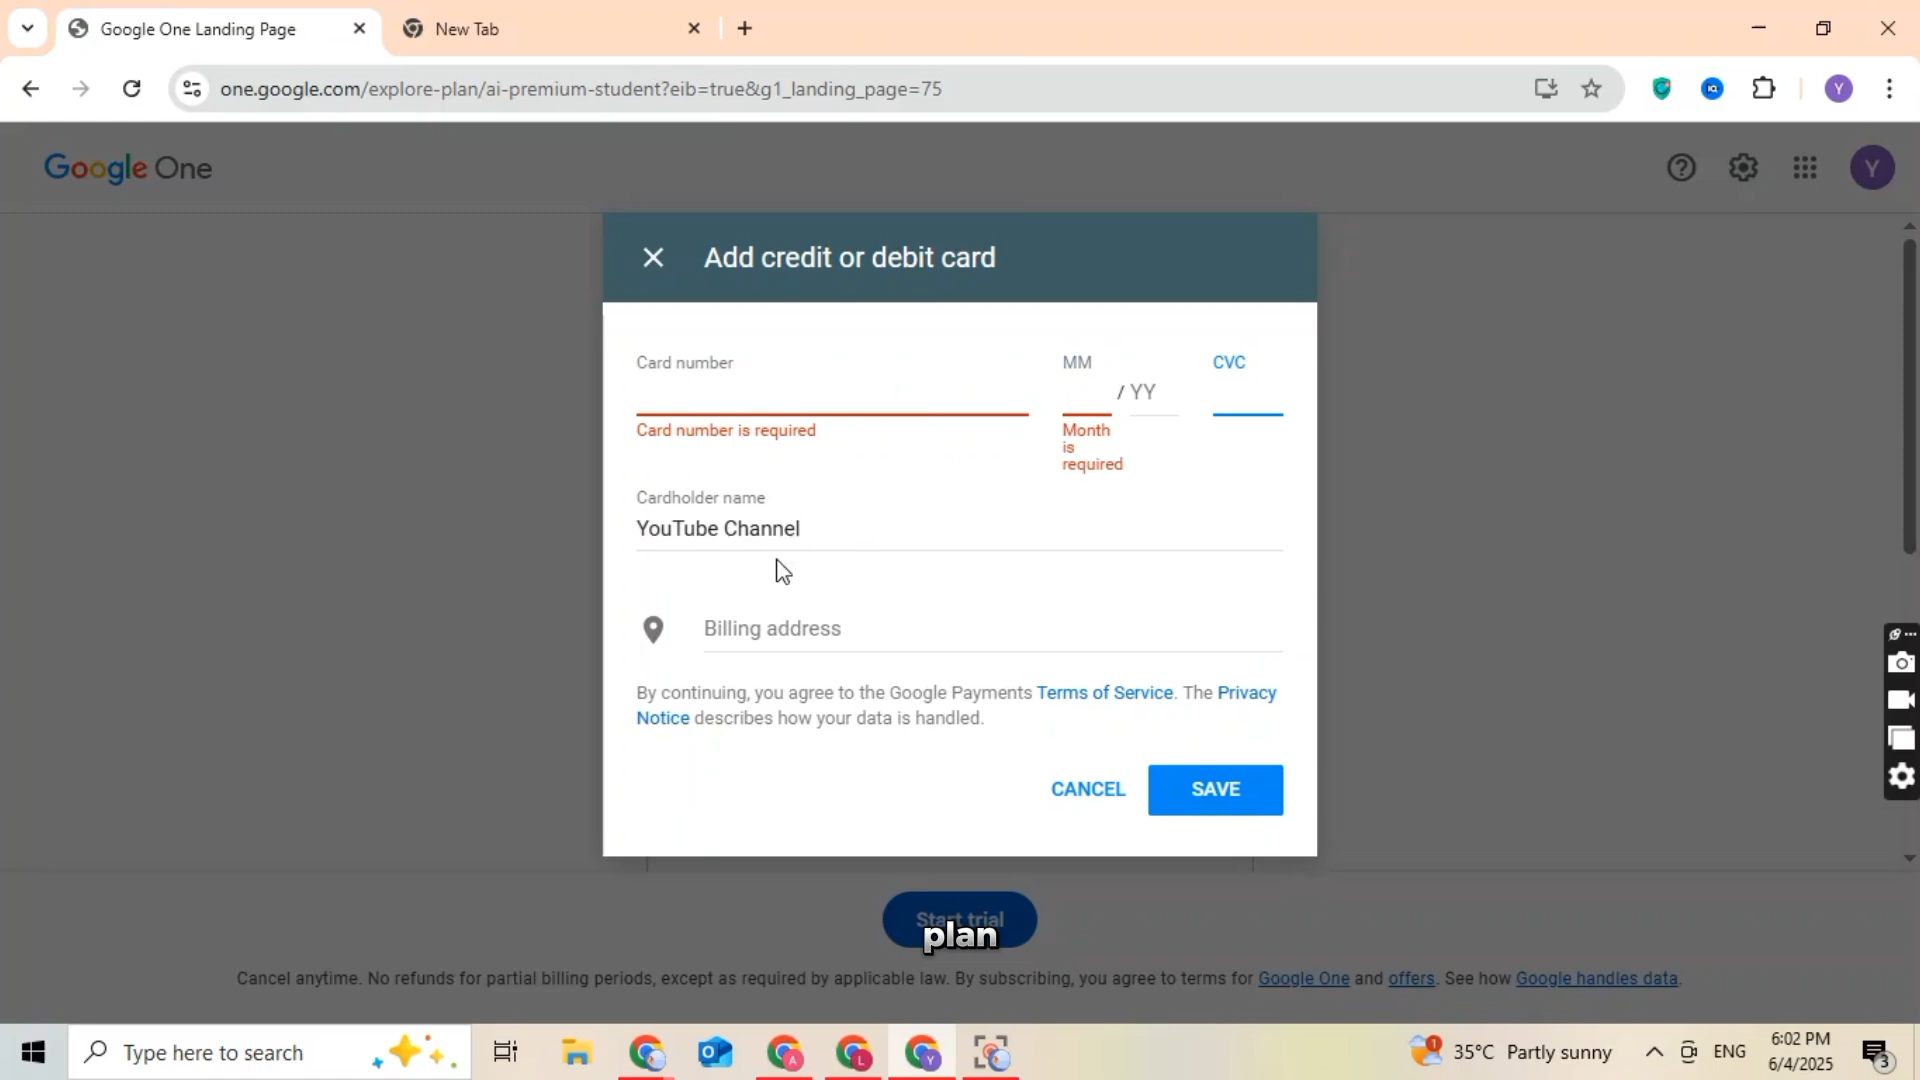 Google One Landing Page
New Tab
one.google.com/explore-plan/ai-premium-student?eib=true&g1_landing_page=75
Y
Google One
Y
Add credit or debit card
Card number
MM
/ YY
CVC
Card number is required
Month
is
required
Cardholder name
YouTube Channel
Billing address
By continuing, you agree to the Google Payments Terms of Service. The Privacy
Notice describes how your data is handled.
CANCEL
SAVE
Start trial
plan
Cancel anytime. No refunds for partial billing periods, except as required by applicable law. By subscribing, you agree to terms for Google One and offers. See how Google handles data.
Type here to search
A
L
Y
1
35°C Partly sunny
ENG
6:02 PM
6/4/2025
3